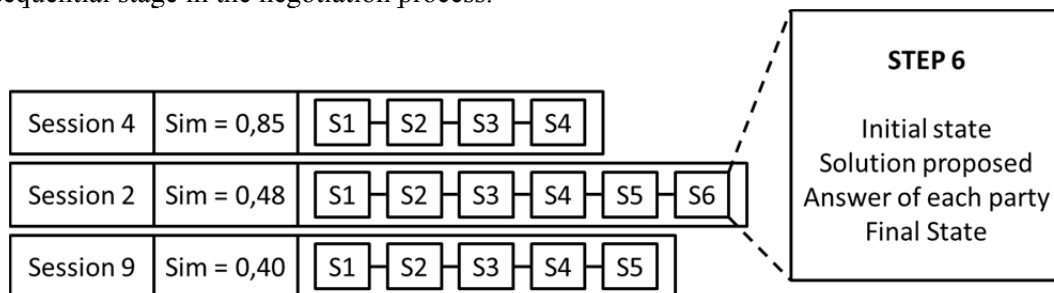 sequential stage in the negotiation process.
Session 4 Sim = 0,85 S1 S2 S3 S4
Session 2 Sim = 0,48 S1 S2 S3 S4 S5 S6
Session 9 Sim = 0,40 S1 S2 S3 S4 S5
STEP 6
Initial state
Solution proposed
Answer of each party
Final State